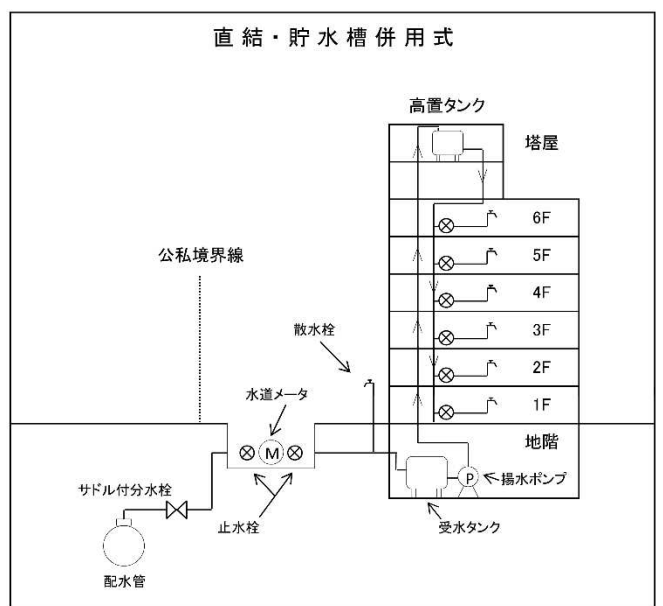 直結・貯水槽併用式
高置タンク
塔屋
6F
5F
公私境界線
4F
散水栓
3F
2F
水道メータ
1F
地階
M
サドル付分水栓
P
揚水ポンプ
止水栓
受水タンク
配水管